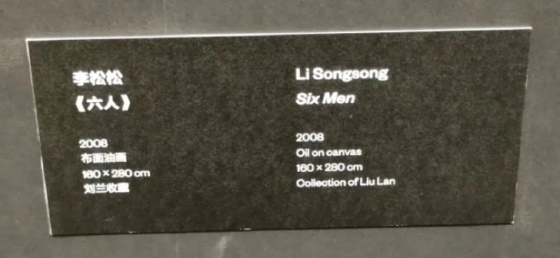 李松松
《六人》
2008
布面油画
160 × 280 cm
刘兰收藏
Li Songsong
Six Men
2008
Oil on canvas
160 × 280 cm
Collection of Liu Lan